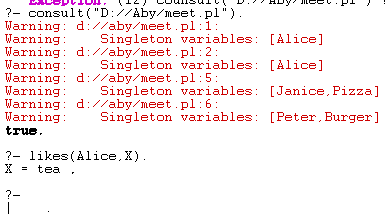 Exception: (12) counsult("D://Aby/meet.pl") ?
?- consult("D://Aby/meet.pl").
Warning: d://aby/meet.pl:1:
Warning:    Singleton variables: [Alice]
Warning: d://aby/meet.pl:2:
Warning:    Singleton variables: [Alice]
Warning: d://aby/meet.pl:5:
Warning:    Singleton variables: [Janice,Pizza]
Warning: d://aby/meet.pl:6:
Warning:    Singleton variables: [Peter,Burger]
true.
?- likes(Alice,X).
X = tea ,
?-
|     .